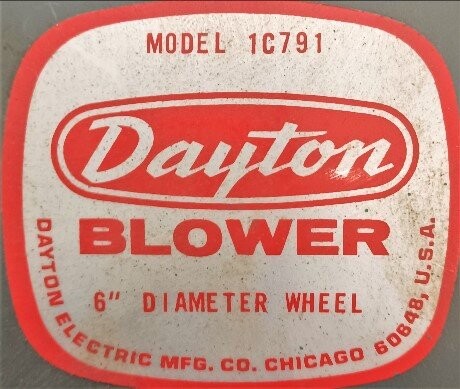 MODEL 1C791
Dayton
BLOWER
6" DIAMETER WHEEL
DAYTON ELECTRIC MFG. CO. CHICAGO 60648, U.S.A.